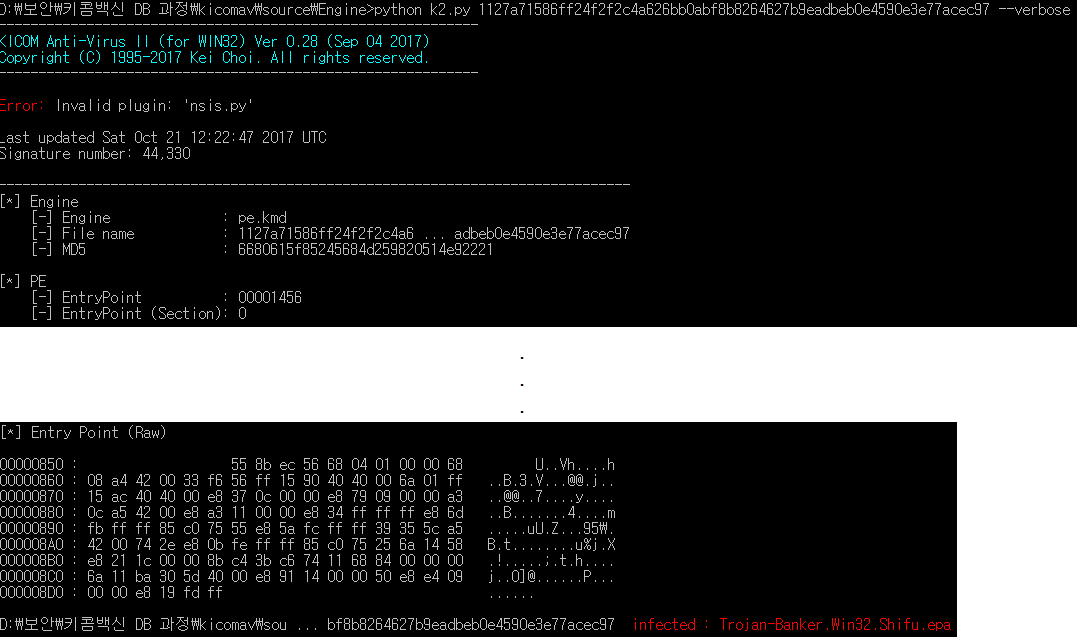 D:\보안\키콤백신 DB 과정\kicomav\source\Engine>python k2.py 1127a71586ff24f2f2c4a626bb0abf8b8264627b9eadbeb0e4590e3e77acec97 --verbose
------------------------------------------------------------
KICOM Anti-Virus II (for WIN32) Ver 0.28 (Sep 04 2017)
Copyright (C) 1995-2017 Kei Choi. All rights reserved.
------------------------------------------------------------
Error: Invalid plugin: 'nsis.py'
Last updated Sat Oct 21 12:22:47 2017 UTC
Signature number: 44,330
-------------------------------------------------------------------------------
[*] Engine
[-] Engine : pe.kmd
[-] File name : 1127a71586ff24f2f2c4a6 ... adbeb0e4590e3e77acec97
[-] MD5 : 6680615f85245684d259820514e92221
[*] PE
[-] EntryPoint : 00001456
[-] EntryPoint (Section): 0
.
.
.
[*] Entry Point (Raw)
00000850 : 55 8b ec 56 68 04 01 00 00 68 U..Vh....h
00000860 : 08 a4 42 00 33 f6 56 ff 15 90 40 40 00 6a 01 ff ..B.3.V...@@.j..
00000870 : 15 ac 40 40 00 e8 37 0c 00 00 e8 79 09 00 00 a3 ..@@..7....y....
00000880 : 0c a5 42 00 e8 a3 11 00 00 e8 34 ff ff ff e8 6d ..B.......4....m
00000890 : fb ff ff 85 c0 75 55 e8 5a fc ff ff 39 35 5c a5 .....uU.Z...95\.
000008A0 : 42 00 74 2e e8 0b fe ff ff 85 c0 75 25 6a 14 58 B.t........u%j.X
000008B0 : e8 21 1c 00 00 8b c4 3b c6 74 11 68 84 00 00 00 .!.....;.t.h....
000008C0 : 6a 11 ba 30 5d 40 00 e8 91 14 00 00 50 e8 e4 09 j..0]@......P...
000008D0 : 00 00 e8 19 fd ff ......
D:\보안\키콤백신 DB 과정\kicomav\sou ... bf8b8264627b9eadbeb0e4590e3e77acec97 infected : Trojan-Banker.Win32.Shifu.epa